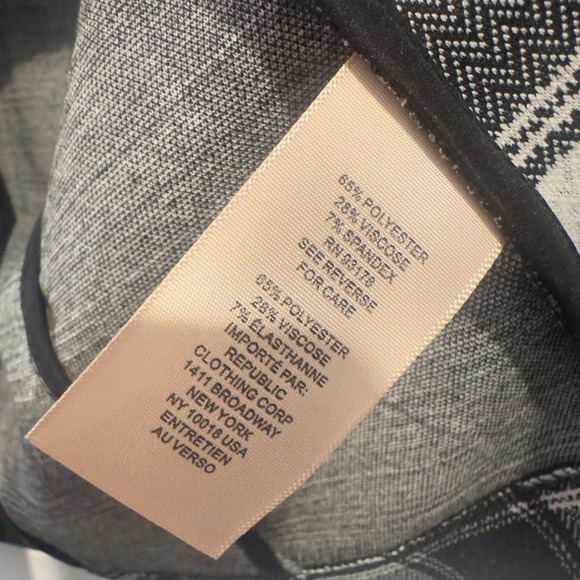 65% POLYESTER
28% VISCOSE
7% SPANDEX
RN 93178
SEE REVERSE
FOR CARE
65% POLYESTER
28% VISCOSE
7% ELASTHANNE
IMPORTÉ PAR:
REPUBLIC
CLOTHING CORP
1411 BROADWAY
NEW YORK
NY 10018 USA
ENTRETIEN
AU VERSO